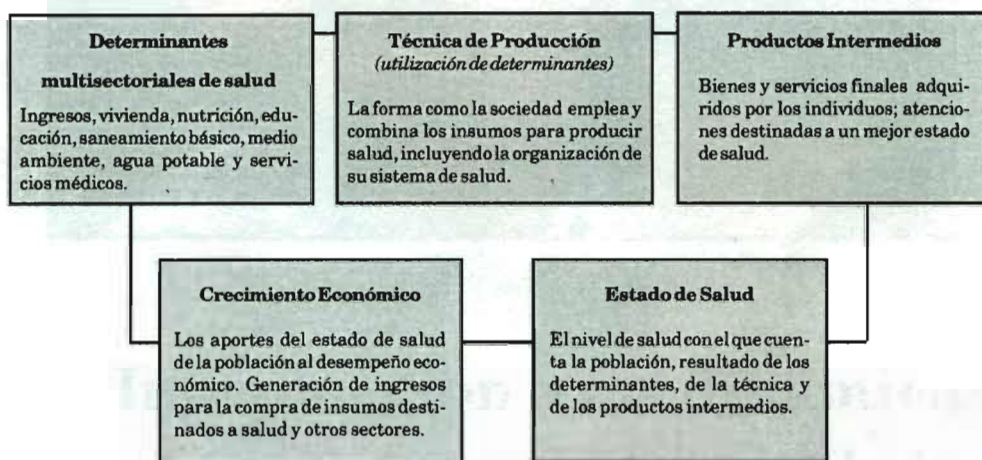 Determinantes
multisectoriales de salud
Ingresos, vivienda, nutrición, edu-
cación, saneamiento básico, medio
ambiente, agua potable y servi-
cios médicos.
Técnica de Producción
(utilización de determinantes)
La forma como la sociedad emplea y
combina los insumos para producir
salud, incluyendo la organización de
su sistema de salud.
Productos Intermedios
Bienes y servicios finales adqui-
ridos por los individuos; atencio-
nes destinadas a un mejor estado
de salud.
Crecimiento Económico
Los aportes del estado de salud
de la población al desempeño eco-
nómico. Generación de ingresos
para la compra de insumos desti-
nados a salud y otros sectores.
Estado de Salud
El nivel de salud con el que cuen-
ta la población, resultado de los
determinantes, de la técnica y
de los productos intermedios.